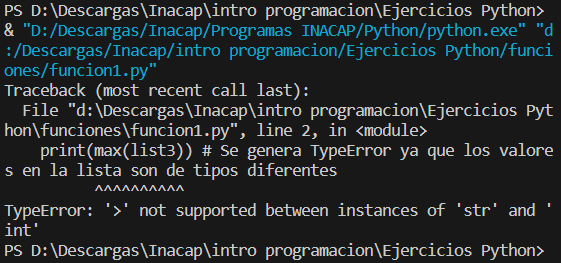 PS D:\Descargas\Inacap\intro programacion\Ejercicios Python>
& "D:/Descargas/Inacap/Programas INACAP/Python/python.exe" "d
:/Descargas/Inacap/intro programacion/Ejercicios Python/funci
ones/funcion1.py"
Traceback (most recent call last):
  File "d:\Descargas\Inacap\intro programacion\Ejercicios Pyt
hon\funciones\funcion1.py", line 2, in <module>
    print(max(list3)) # Se genera TypeError ya que los valore
s en la lista son de tipos diferentes
          ^^^^^^^^^^
TypeError: '>' not supported between instances of 'str' and '
int'
PS D:\Descargas\Inacap\intro programacion\Ejercicios Python>